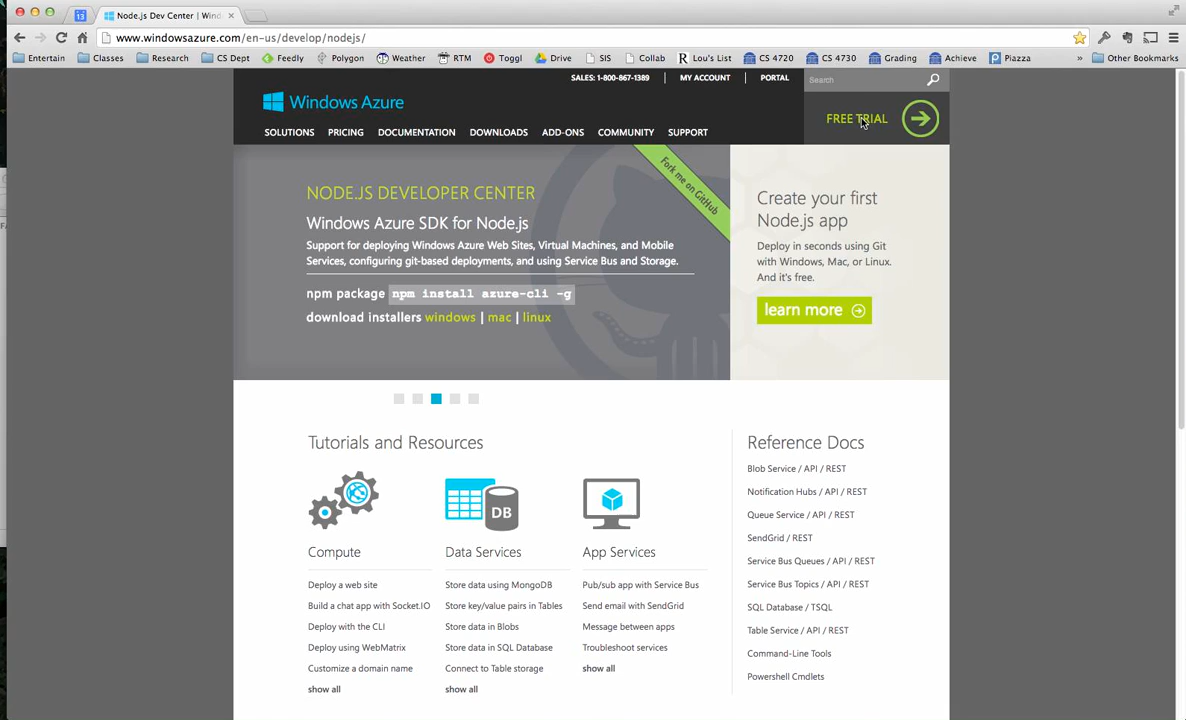 13
Node.js Dev Center | Wind
www.windowsazure.com/en-us/develop/nodejs/
Entertain Classes Research CS Dept Feedly Polygon Weather RTM Toggl Drive SIS Collab R Lou's List CS 4720 CS 4730 Grading Achieve Piazza » Other Bookmarks
SALES: 1-800-867-1389 | MY ACCOUNT | PORTAL
Search
Windows Azure
FREE TRIAL
SOLUTIONS PRICING DOCUMENTATION DOWNLOADS ADD-ONS COMMUNITY SUPPORT
NODE.JS DEVELOPER CENTER
Windows Azure SDK for Node.js
Support for deploying Windows Azure Web Sites, Virtual Machines, and Mobile
Services, configuring git-based deployments, and using Service Bus and Storage.
npm package npm install azure-cli -g
download installers windows | mac | linux
Fork me on GitHub
Create your first
Node.js app
Deploy in seconds using Git
with Windows, Mac, or Linux.
And it's free.
learn more
Tutorials and Resources
DB
Compute
Deploy a web site
Build a chat app with Socket.IO
Deploy with the CLI
Deploy using WebMatrix
Customize a domain name
show all
Data Services
Store data using MongoDB
Store key/value pairs in Tables
Store data in Blobs
Store data in SQL Database
Connect to Table storage
show all
App Services
Pub/sub app with Service Bus
Send email with SendGrid
Message between apps
Troubleshoot services
show all
Reference Docs
Blob Service / API / REST
Notification Hubs / API / REST
Queue Service / API / REST
SendGrid / REST
Service Bus Queues / API / REST
Service Bus Topics / API / REST
SQL Database / TSQL
Table Service / API / REST
Command-Line Tools
Powershell Cmdlets